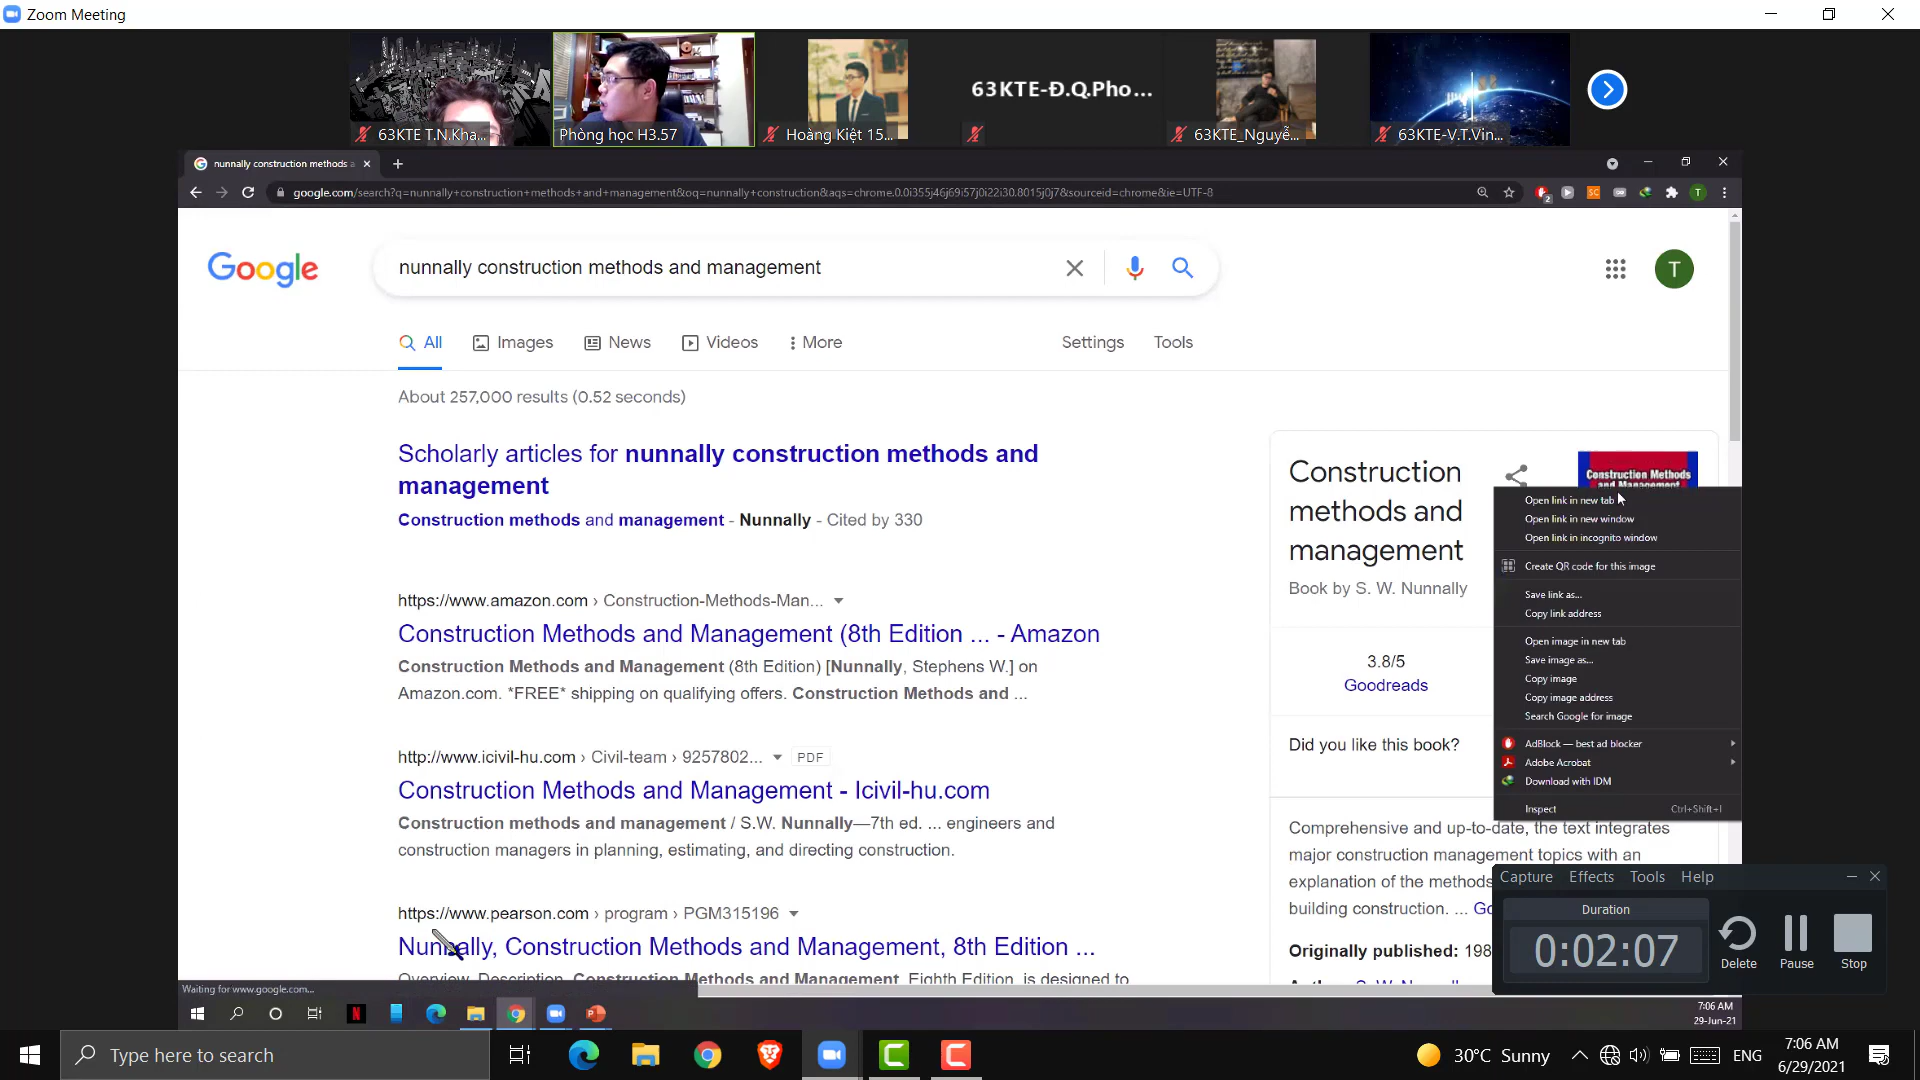 Zoom Meeting
63KTE T.N.Kha...
Phòng học H3.57
Hoàng Kiệt 15...
63KTE-Đ.Q.Pho...
63KTE_Nguyễ...
63KTE-V.T.Vin...
nunnally construction methods a
google.com/search?q=nunnally+construction+methods+and+management&oq=nunnally+construction&aqs=chrome.0.0i355j46j69i57j0i22i30.8015j0j7&sourceid=chrome&ie=UTF-8
Google
nunnally construction methods and management
T
All
Images
News
Videos
More
Settings
Tools
About 257,000 results (0.52 seconds)
Scholarly articles for nunnally construction methods and
management
Construction methods and management - Nunnally - Cited by 330
https://www.amazon.com › Construction-Methods-Man...
Construction Methods and Management (8th Edition ... - Amazon
Construction Methods and Management (8th Edition) [Nunnally, Stephens W.] on
Amazon.com. *FREE* shipping on qualifying offers. Construction Methods and ...
http://www.icivil-hu.com › Civil-team › 9257802...
PDF
Construction Methods and Management - Icivil-hu.com
Construction methods and management / S.W. Nunnally—7th ed. ... engineers and
construction managers in planning, estimating, and directing construction.
https://www.pearson.com › program › PGM315196
Nunnally, Construction Methods and Management, 8th Edition ...
Overview. Description. Construction Methods and Management, Eighth Edition, is designed to
Waiting for www.google.com...
Construction
methods and
management
Book by S. W. Nunnally
Construction Methods
and Management
3.8/5
Goodreads
Did you like this book?
Comprehensive and up-to-date, the text integrates
major construction management topics with an
explanation of the methods
building construction. ... Go
Originally published: 198
Open link in new tab
Open link in new window
Open link in incognito window
Create QR code for this image
Save link as...
Copy link address
Open image in new tab
Save image as...
Copy image
Copy image address
Search Google for image
AdBlock — best ad blocker
Adobe Acrobat
Download with IDM
Inspect
Ctrl+Shift+I
Capture
Effects
Tools
Help
Duration
0:02:07
Delete
Pause
Stop
7:06 AM
29-Jun-21
Type here to search
30°C Sunny
ENG
7:06 AM
6/29/2021